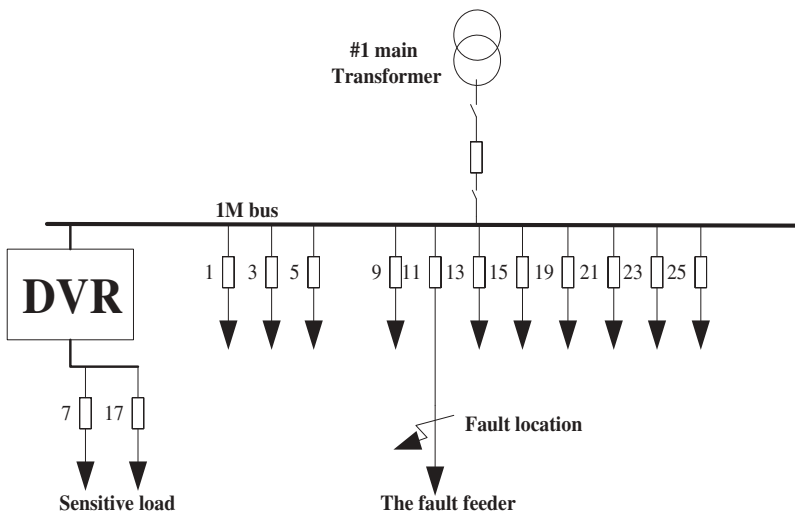 #1 main
Transformer
1M bus
DVR
1 3 5 9 11 13 15 19 21 23 25
7 17
Fault location
Sensitive load
The fault feeder